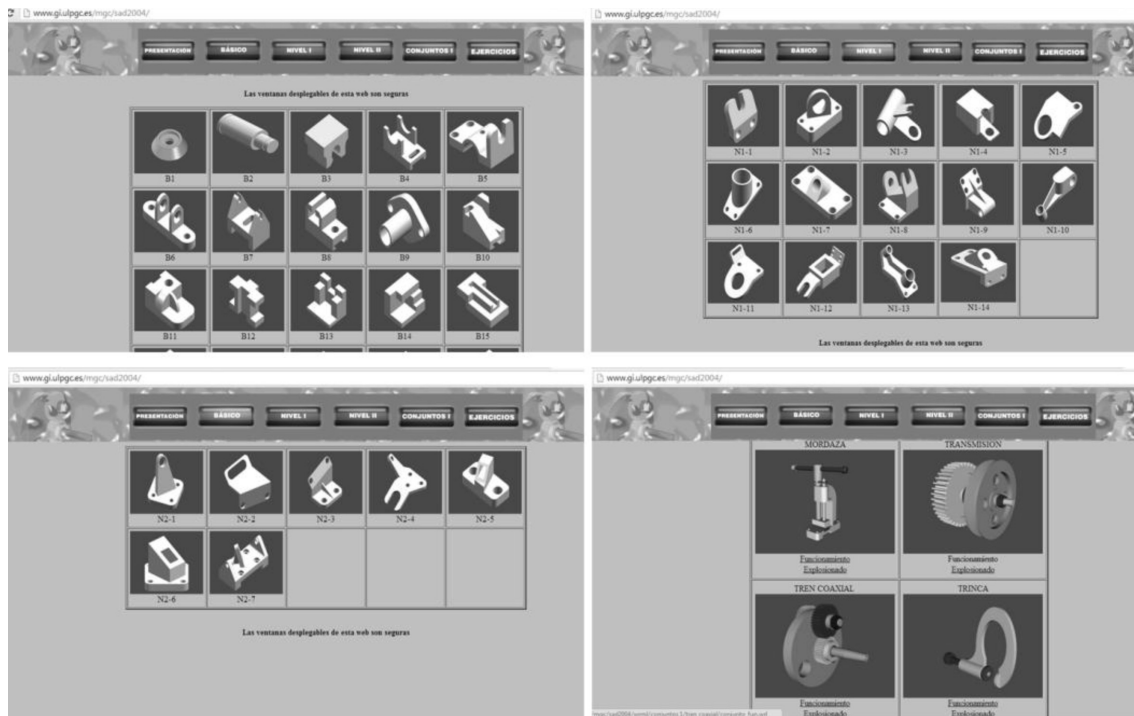 www.gi.ulpgc.es/mgc/sad2004/
PRESENTACIÓN BÁSICO NIVEL I NIVEL II CONJUNTOS I EJERCICIOS
Las ventanas desplegables de esta web son seguras
B1 B2 B3 B4 B5
B6 B7 B8 B9 B10
B11 B12 B13 B14 B15
www.gi.ulpgc.es/mgc/sad2004/
PRESENTACIÓN BÁSICO NIVEL I NIVEL II CONJUNTOS I EJERCICIOS
N1-1 N1-2 N1-3 N1-4 N1-5
N1-6 N1-7 N1-8 N1-9 N1-10
N1-11 N1-12 N1-13 N1-14
Las ventanas desplegables de esta web son seguras
www.gi.ulpgc.es/mgc/sad2004/
PRESENTACIÓN BÁSICO NIVEL I NIVEL II CONJUNTOS I EJERCICIOS
N2-1 N2-2 N2-3 N2-4 N2-5
N2-6 N2-7
Las ventanas desplegables de esta web son seguras
www.gi.ulpgc.es/mgc/sad2004/
PRESENTACIÓN BÁSICO NIVEL I NIVEL II CONJUNTOS I EJERCICIOS
MORDAZA TRANSMISION
Funcionamiento Funcionamiento
Explosionado Explosionado
TREN COAXIAL TRINCA
Funcionamiento Funcionamiento
Explosionado Explosionado